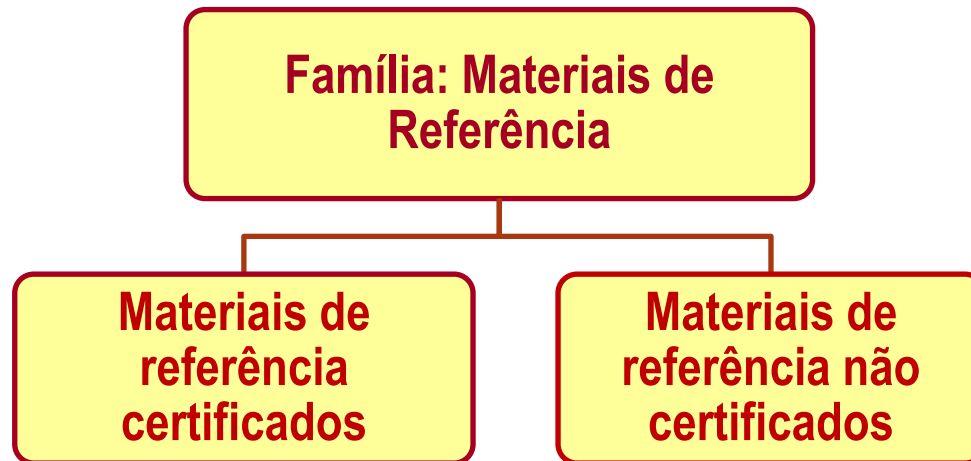 Família: Materiais de
Referência
Materiais de
referência
certificados
Materiais de
referência não
certificados